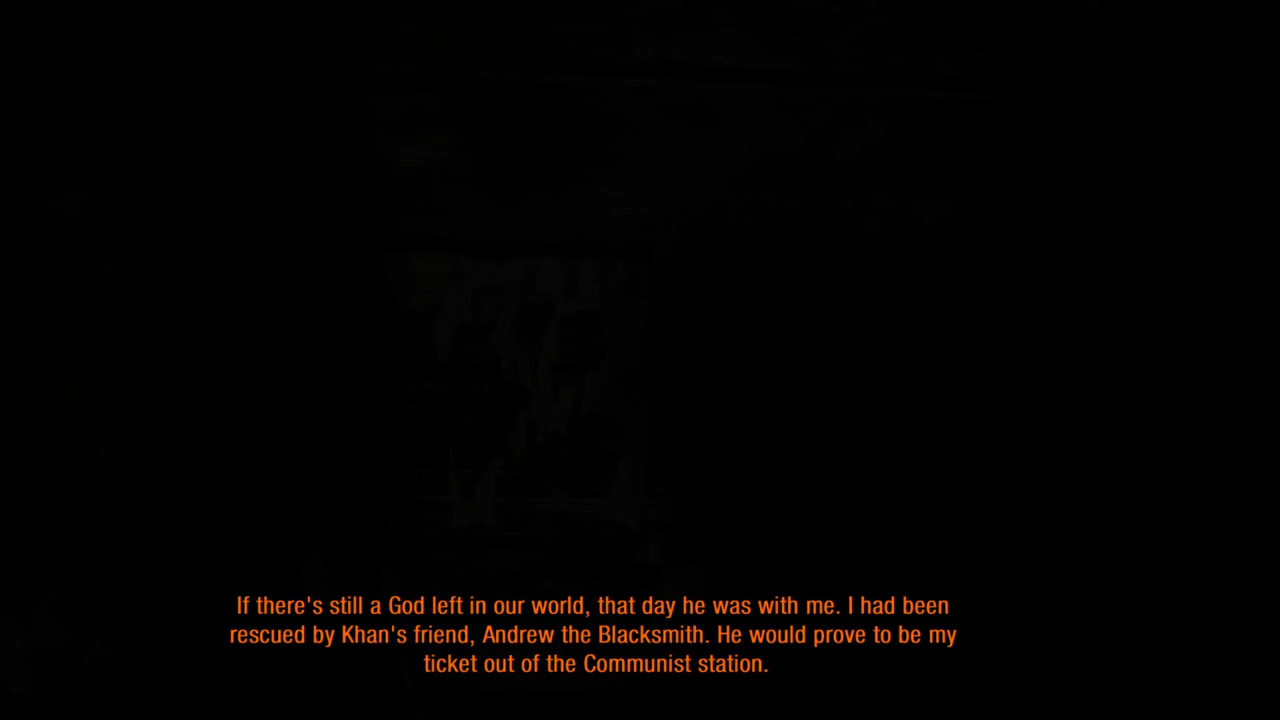 If there's still a God left in our world, that day he was with me. I had been
rescued by Khan's friend, Andrew the Blacksmith. He would prove to be my
ticket out of the Communist station.